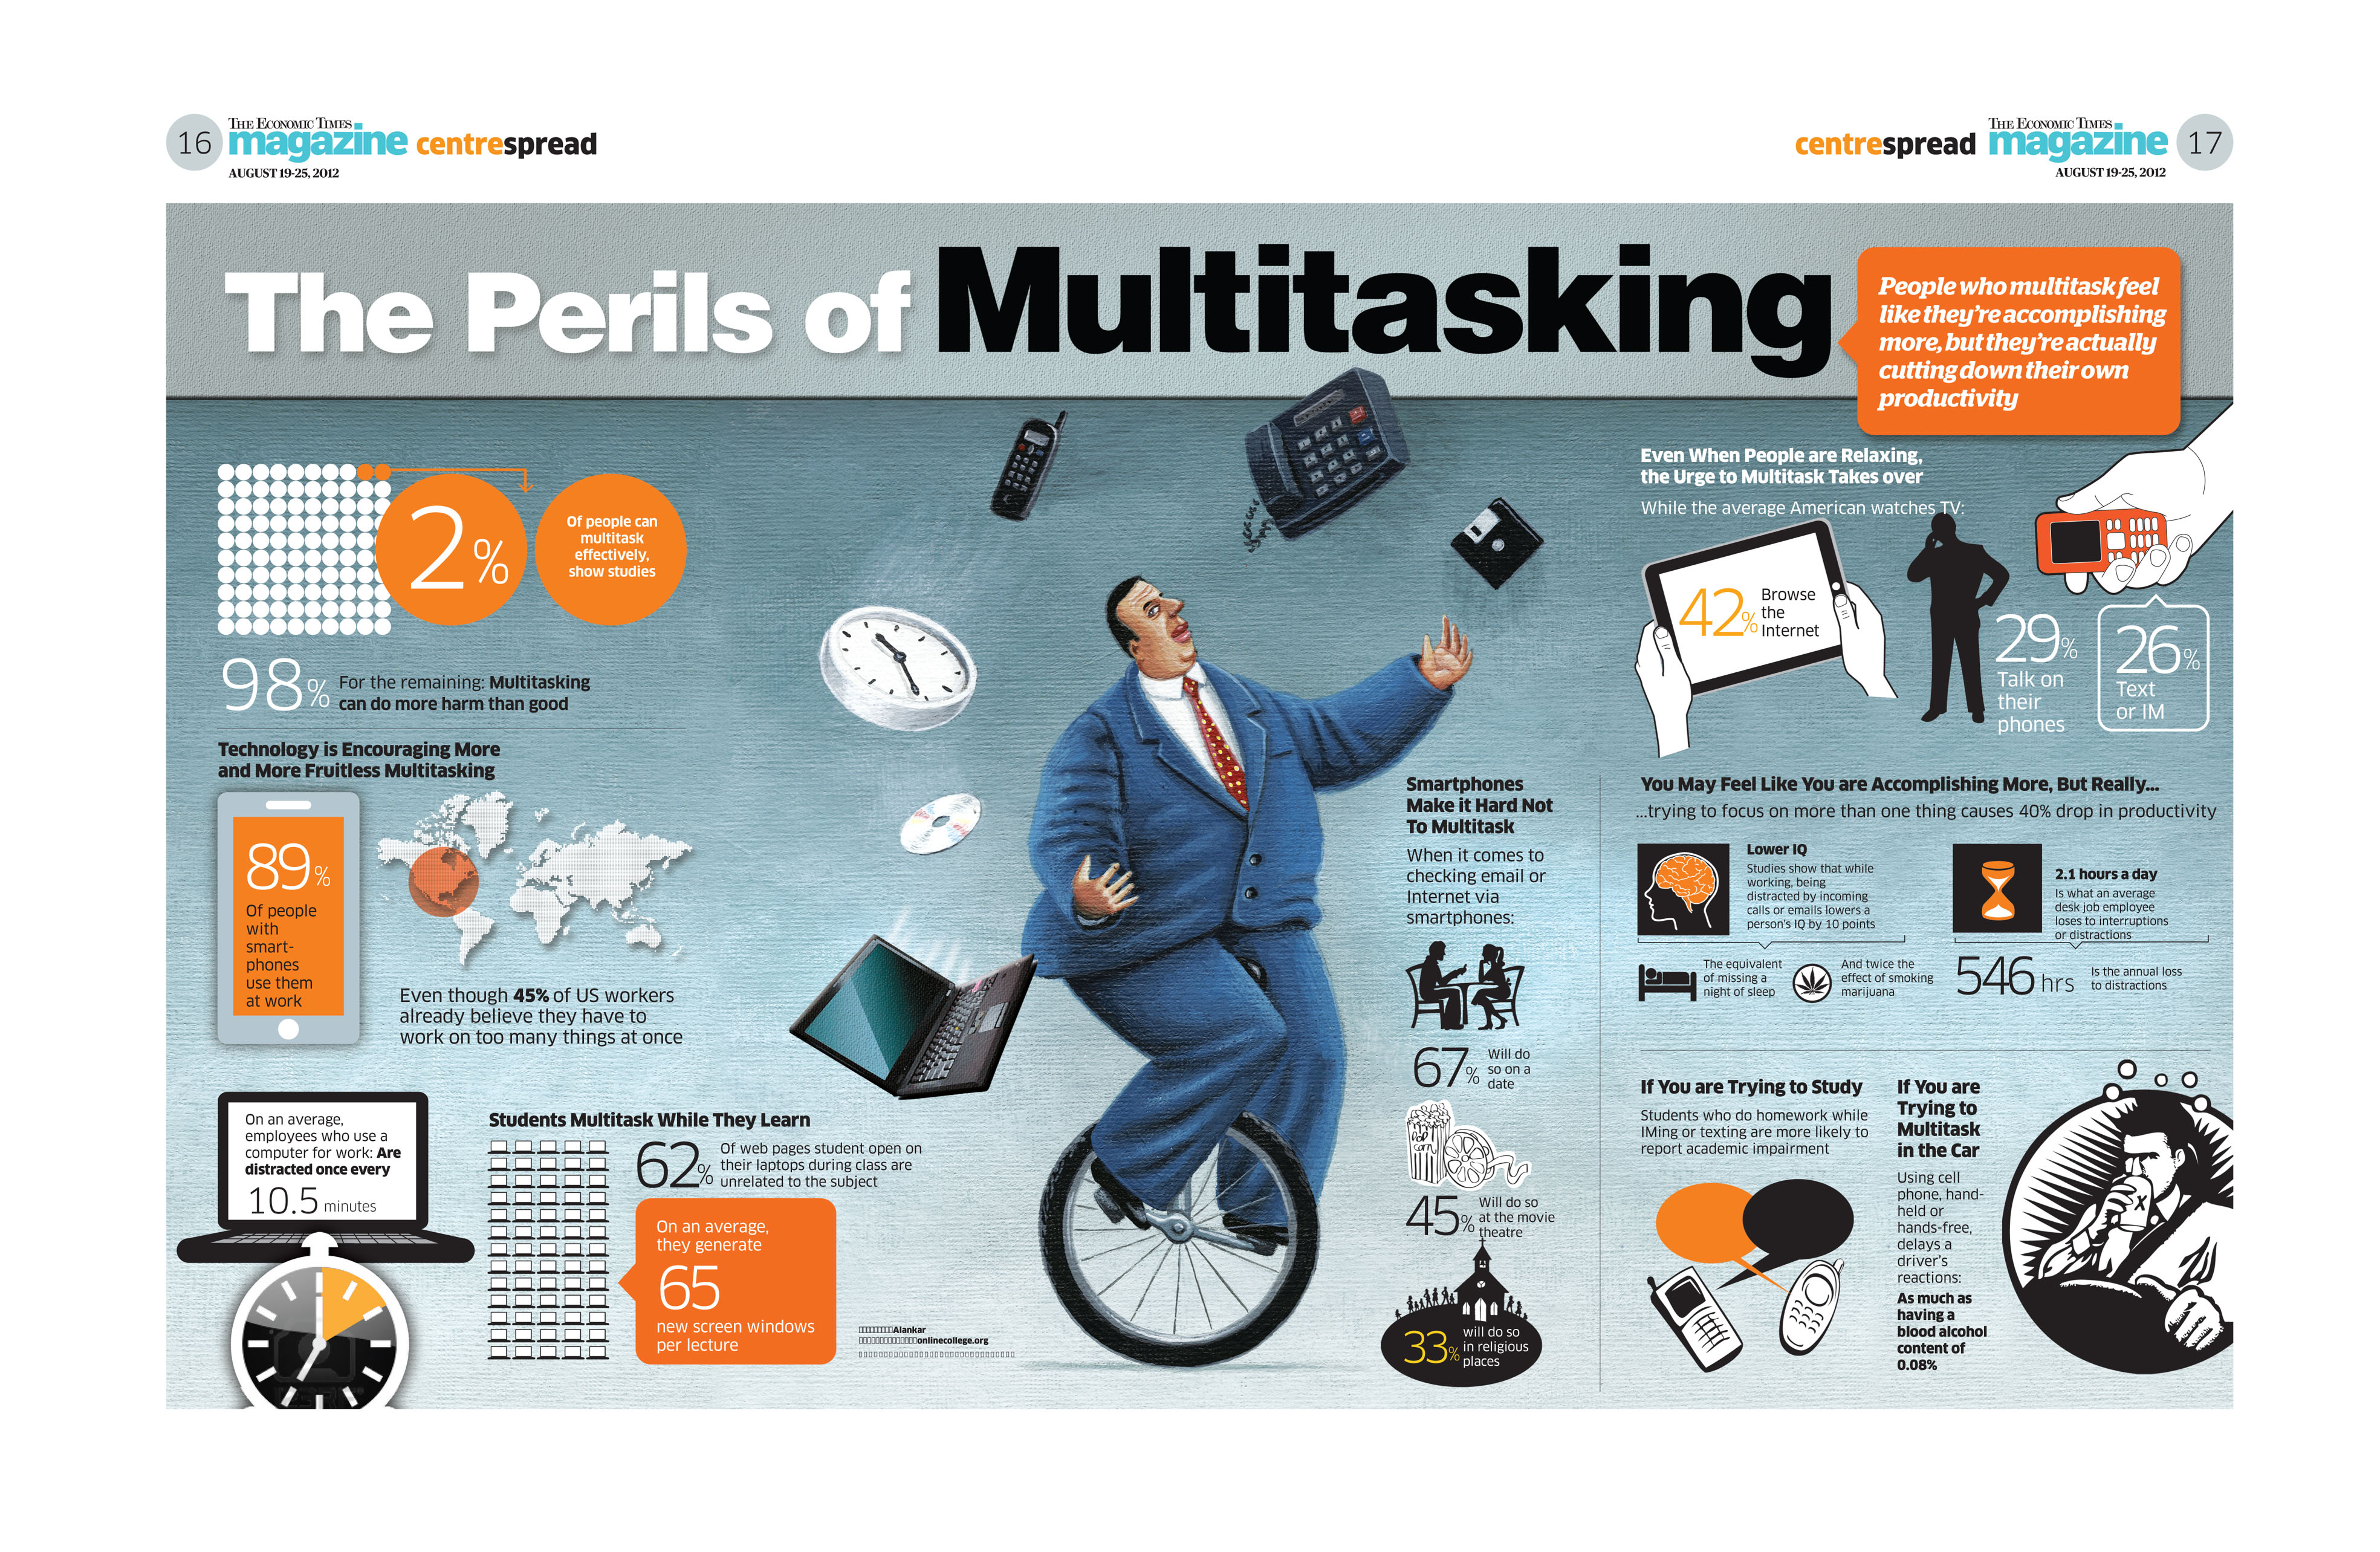 16
THE ECONOMIC TIMES
magazine centrespread
AUGUST 19-25, 2012
THE ECONOMIC TIMES
centrespread magazine
17
AUGUST 19-25, 2012
The Perils of Multitasking
People who multitask feel
like they're accomplishing
more, but they're actually
cutting down their own
productivity
2%
Of people can
multitask
effectively,
show studies
98%
For the remaining: Multitasking
can do more harm than good
Technology is Encouraging More
and More Fruitless Multitasking
89%
Of people
with
smart-
phones
use them
at work
Even though 45% of US workers
already believe they have to
work on too many things at once
On an average,
employees who use a
computer for work: Are
distracted once every
10.5 minutes
Students Multitask While They Learn
62%
Of web pages student open on
their laptops during class are
unrelated to the subject
On an average,
they generate
65
new screen windows
per lecture
Alankar
onlinecollege.org
Smartphones
Make it Hard Not
To Multitask
When it comes to
checking email or
Internet via
smartphones:
67%
Will do
so on a
date
POP
corn
45%
Will do so
at the movie
theatre
33%
will do so
in religious
places
Even When People are Relaxing,
the Urge to Multitask Takes over
While the average American watches TV:
42%
Browse
the
Internet
29%
Talk on
their
phones
26%
Text
or IM
You May Feel Like You are Accomplishing More, But Really...
...trying to focus on more than one thing causes 40% drop in productivity
Lower IQ
Studies show that while
working, being
distracted by incoming
calls or emails lowers a
person's IQ by 10 points
The equivalent
of missing a
night of sleep
And twice the
effect of smoking
marijuana
2.1 hours a day
Is what an average
desk job employee
loses to interruptions
or distractions
546 hrs
Is the annual loss
to distractions
If You are Trying to Study
Students who do homework while
IMing or texting are more likely to
report academic impairment
If You are
Trying to
Multitask
in the Car
Using cell
phone, hand-
held or
hands-free,
delays a
driver's
reactions:
As much as
having a
blood alcohol
content of
0.08%
X